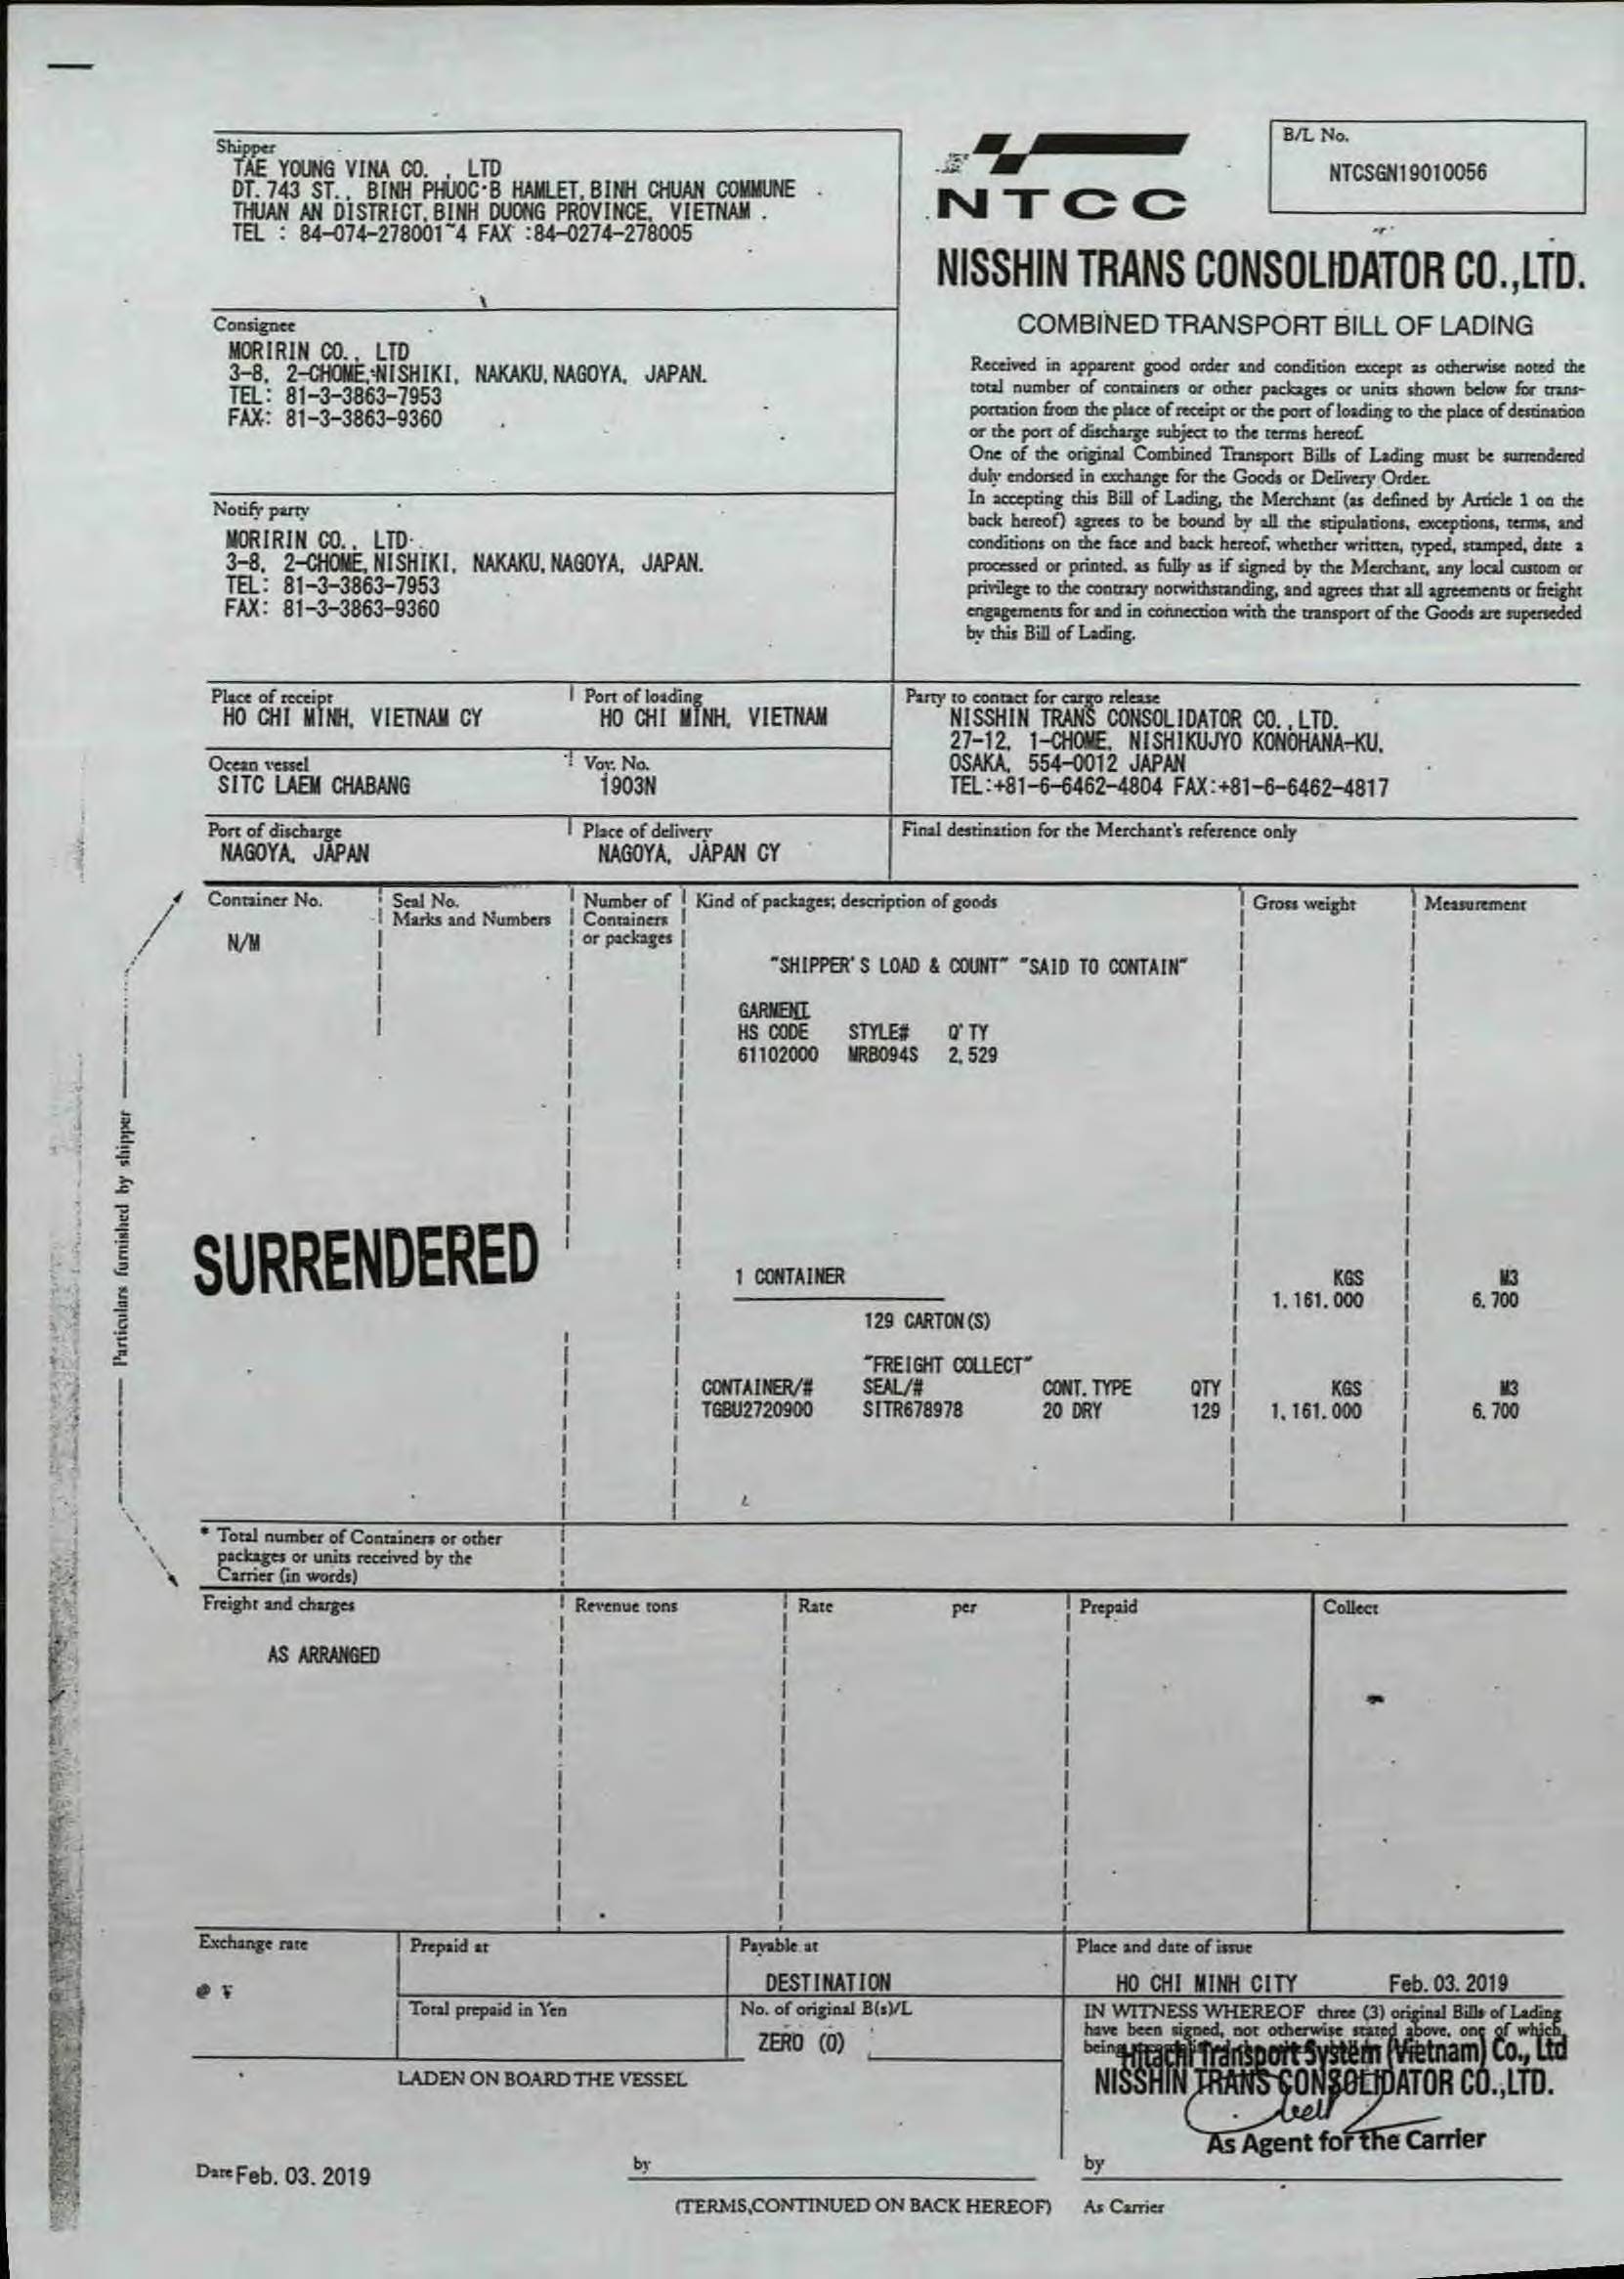 Shipper
TAE YOUNG VINA CO. , LTD
DT. 743 ST., BINH PHUOC-B HAMLET, BINH CHUAN COMMUNE
THUAN AN DISTRICT, BINH DUONG PROVINCE, VIETNAM .
TEL : 84-074-278001~4 FAX :84-0274-278005
NTCC
B/L No.
NTCSGN19010056
NISSHIN TRANS CONSOLIDATOR CO.,LTD.
COMBINED TRANSPORT BILL OF LADING
Received in apparent good order and condition except as otherwise noted the
total number of containers or other packages or units shown below for trans-
portation from the place of receipt or the port of loading to the place of destination
or the port of discharge subject to the terms hereof.
One of the original Combined Transport Bills of Lading must be surrendered
duly endorsed in exchange for the Goods or Delivery Order.
In accepting this Bill of Lading, the Merchant (as defined by Article 1 on the
back hereof) agrees to be bound by all the stipulations, exceptions, terms, and
conditions on the face and back hereof, whether written, typed, stamped, date a
processed or printed, as fully as if signed by the Merchant, any local custom or
privilege to the contrary notwithstanding, and agrees that all agreements or freight
engagements for and in connection with the transport of the Goods are superseded
by this Bill of Lading.
Consignee
MORIRIN CO., LTD
3-8, 2-CHOME, NISHIKI, NAKAKU, NAGOYA, JAPAN.
TEL: 81-3-3863-7953
FAX: 81-3-3863-9360
Notify party
MORIRIN CO., LTD
3-8, 2-CHOME, NISHIKI, NAKAKU, NAGOYA, JAPAN.
TEL: 81-3-3863-7953
FAX: 81-3-3863-9360
Place of receipt
HO CHI MINH, VIETNAM CY
Port of loading
HO CHI MINH, VIETNAM
Party to contact for cargo release
NISSHIN TRANS CONSOLIDATOR CO.,LTD.
27-12, 1-CHOME, NISHIKUJYO KONOHANA-KU,
OSAKA, 554-0012 JAPAN
TEL:+81-6-6462-4804 FAX:+81-6-6462-4817
Ocean vessel
SITC LAEM CHABANG
Voy. No.
1903N
Port of discharge
NAGOYA, JAPAN
Place of delivery
NAGOYA, JAPAN CY
Final destination for the Merchant's reference only
Container No.
Seal No.
Marks and Numbers
Number of
Containers
or packages
Kind of packages; description of goods
Gross weight
Measurement
N/M
"SHIPPER'S LOAD & COUNT" "SAID TO CONTAIN"
GARMENT
HS CODE STYLE# Q'TY
61102000 MRB094S 2,529
Particulars furnished by shipper
SURRENDERED
1 CONTAINER KGS M3
1.161.000 6.700
129 CARTON(S)
"FREIGHT COLLECT"
CONTAINER/# SEAL/# CONT. TYPE QTY KGS M3
TGBU2720900 SITR678978 20 DRY 129 1.161.000 6.700
* Total number of Containers or other
packages or units received by the
Carrier (in words)
Freight and charges Revenue tons Rate per Prepaid Collect
AS ARRANGED
Exchange rate
@ ¥
Prepaid at
Payable at
DESTINATION
Place and date of issue
HO CHI MINH CITY Feb. 03. 2019
Total prepaid in Yen
No. of original B(s)/L
ZERO (0)
IN WITNESS WHEREOF three (3) original Bills of Lading
have been signed, not otherwise stated above, one of which
being
Hitachi Transport System (Vietnam) Co., Ltd
NISSHIN TRANS CONSOLIDATOR CO.,LTD.
As Agent for the Carrier
LADEN ON BOARD THE VESSEL
Date Feb. 03. 2019
by
by
(TERMS,CONTINUED ON BACK HEREOF)
As Carrier